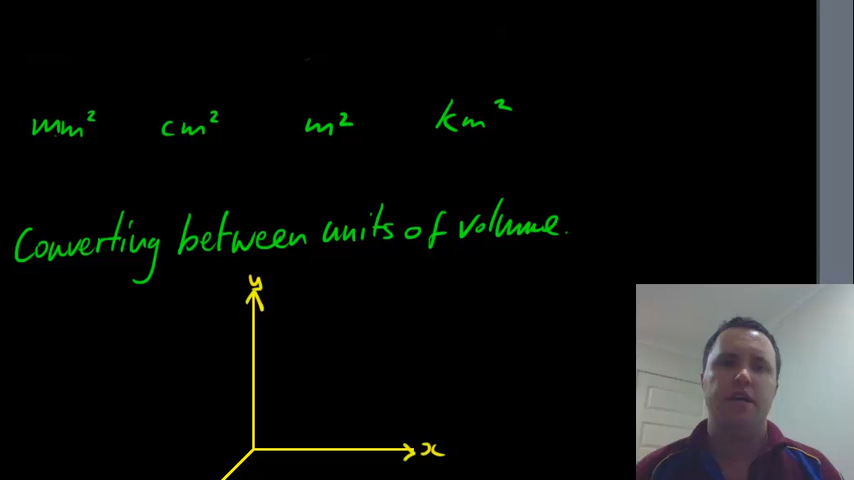 mm² cm² m² km²
Converting between units of volume.
y
x